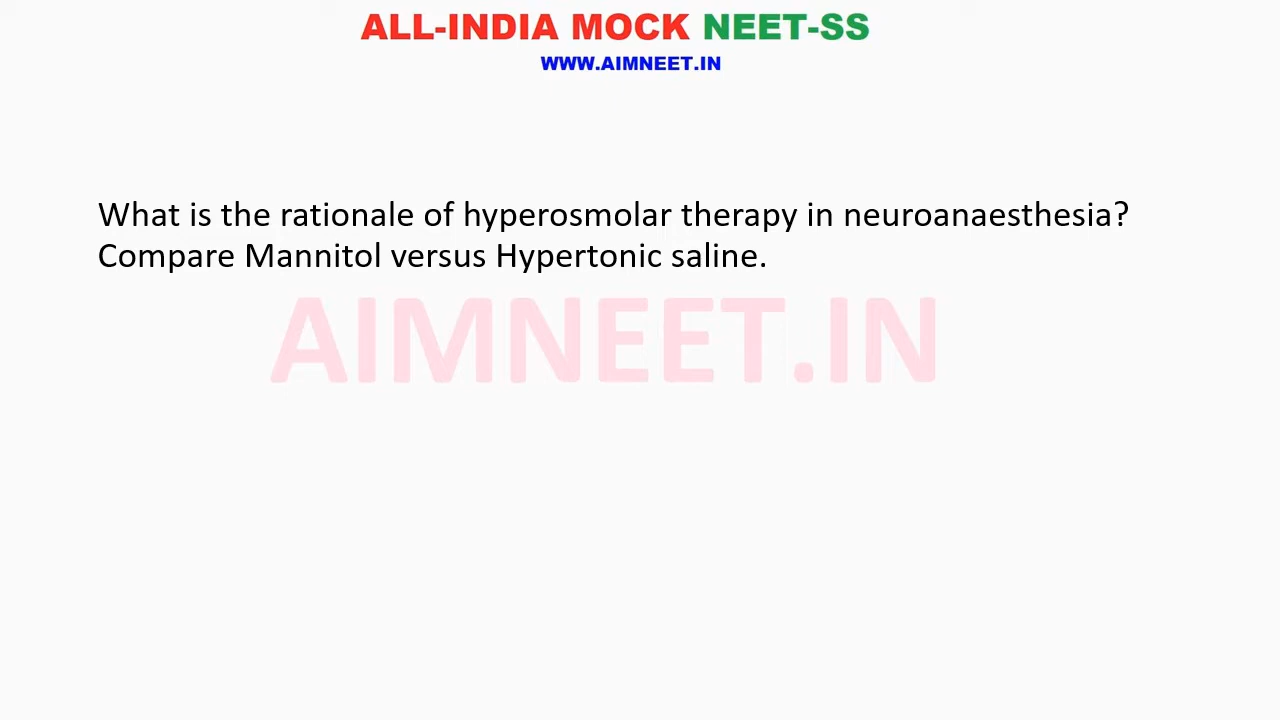 ALL-INDIA MOCK NEET-SS
WWW.AIMNEET.IN
What is the rationale of hyperosmolar therapy in neuroanaesthesia?
Compare Mannitol versus Hypertonic saline.
AIMNEET.IN